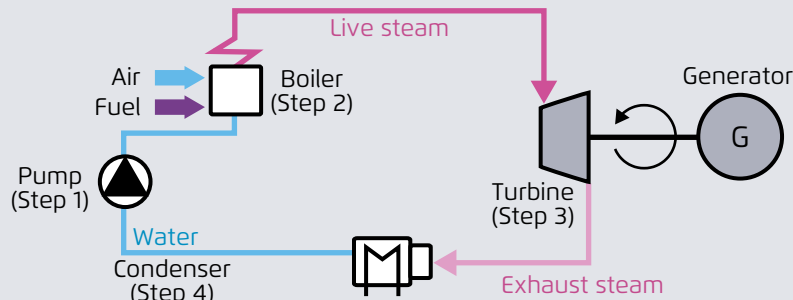 Live steam
Air
Fuel
Boiler
(Step 2)
Generator
G
Pump
(Step 1)
Turbine
(Step 3)
Water
Condenser
(Step 4)
Exhaust steam